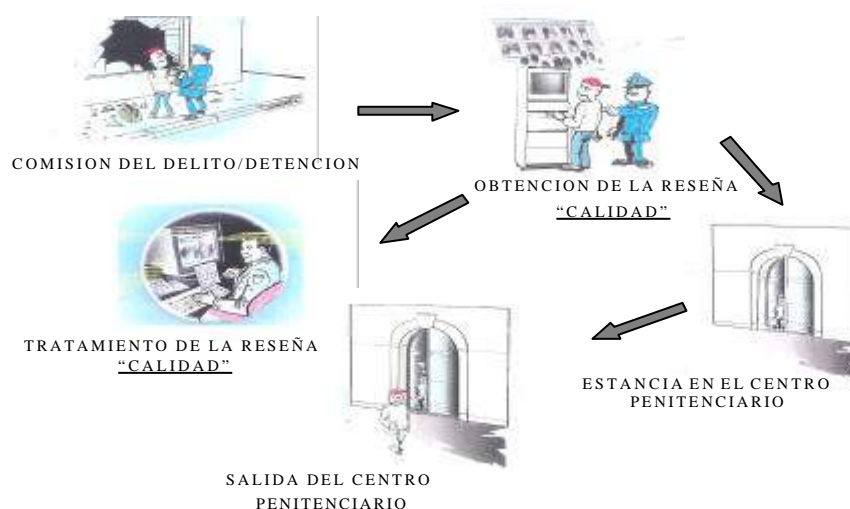 COMISION DEL DELITO/DETENCION
OBTENCION DE LA RESEÑA
“CALIDAD”
TRATAMIENTO DE LA RESEÑA
“CALIDAD”
ESTANCIA EN EL CENTRO
PENITENCIARIO
SALIDA DEL CENTRO
PENITENCIARIO